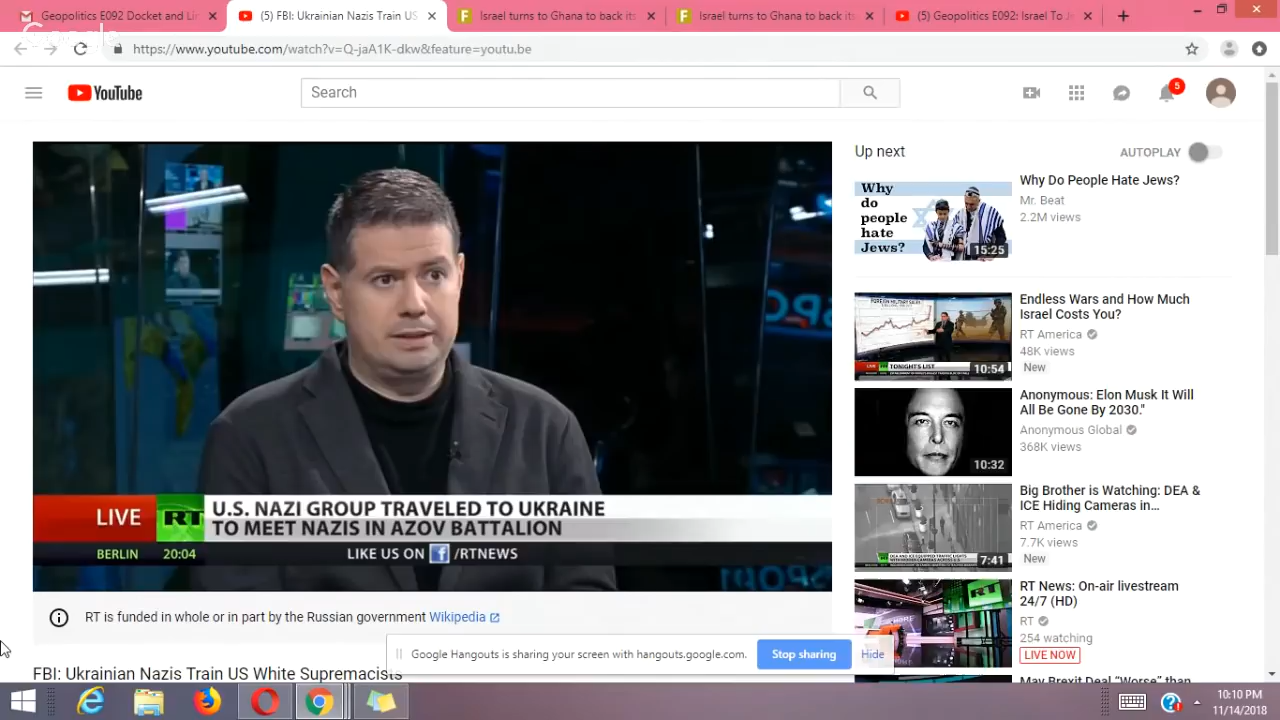 Geopolitics E092 Docket and Lin
(5) FBI: Ukrainian Nazis Train US
Israel turns to Ghana to back its
Israel turns to Ghana to back its
(5) Geopolitics E092: Israel To J
Google
https://www.youtube.com/watch?v=Q-jaA1K-dkw&feature=youtu.be
YouTube
Search
5
Up next
AUTOPLAY
Why
do
people
hate
Jews?
15:25
Why Do People Hate Jews?
Mr. Beat
2.2M views
TONIGHT'S LIST
10:54
Endless Wars and How Much
Israel Costs You?
RT America
48K views
New
10:32
Anonymous: Elon Musk It Will
All Be Gone By 2030."
Anonymous Global
368K views
7:41
Big Brother is Watching: DEA &
ICE Hiding Cameras in...
RT America
7.7K views
New
RT News: On-air livestream
24/7 (HD)
RT
254 watching
LIVE NOW
May Brexit Deal "Worse" than
LIVE
RT
U.S. NAZI GROUP TRAVELED TO UKRAINE
TO MEET NAZI AZOV BATTALION
BERLIN 20:04
LIKE US ON f /RTNEWS
RT is funded in whole or in part by the Russian government Wikipedia
Google Hangouts is sharing your screen with hangouts.google.com.
Stop sharing
Hide
FBI: Ukrainian Nazis Train US White Supremacists
10:10 PM
11/14/2018